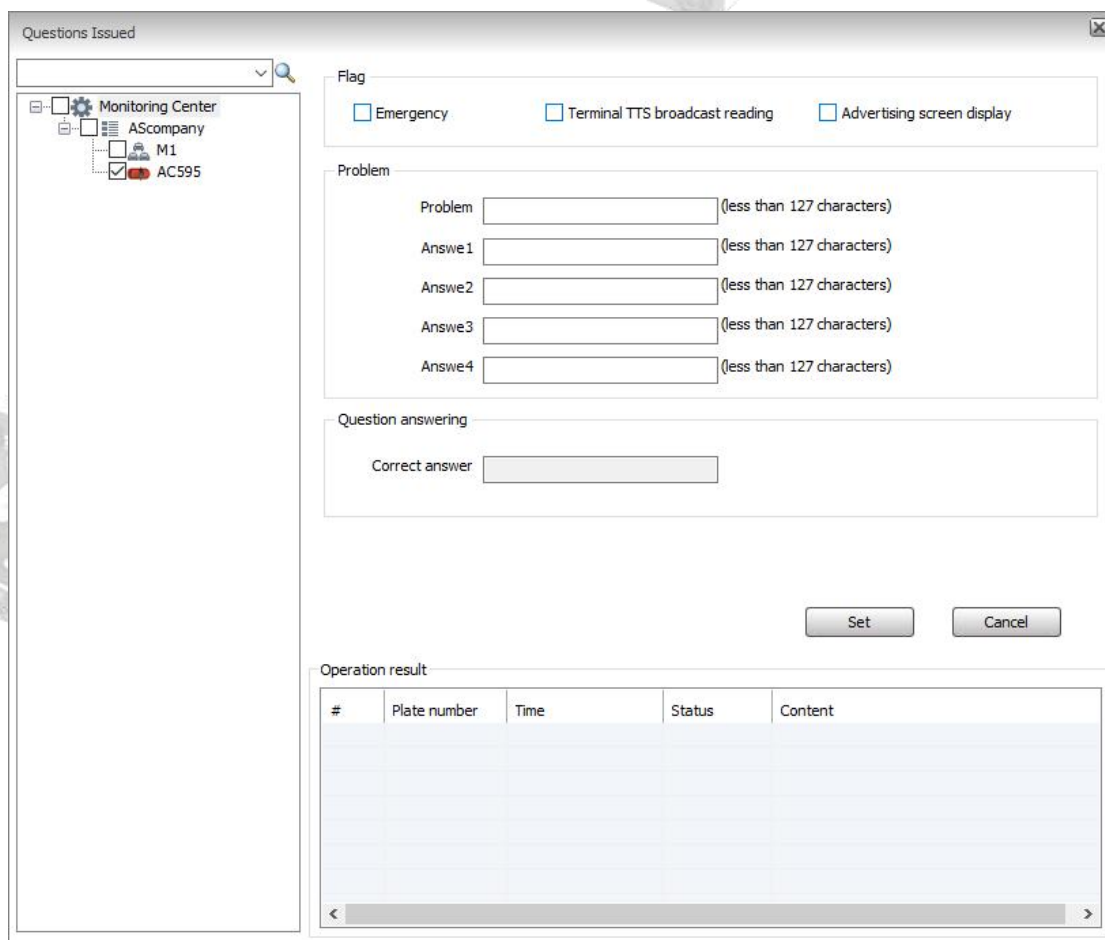 Questions Issued
Monitoring Center
AScompany
M1
AC595
Flag
Emergency Terminal TTS broadcast reading Advertising screen display
Problem
Problem (less than 127 characters)
Answe1 (less than 127 characters)
Answe2 (less than 127 characters)
Answe3 (less than 127 characters)
Answe4 (less than 127 characters)
Question answering
Correct answer
Set Cancel
Operation result
# Plate number Time Status Content